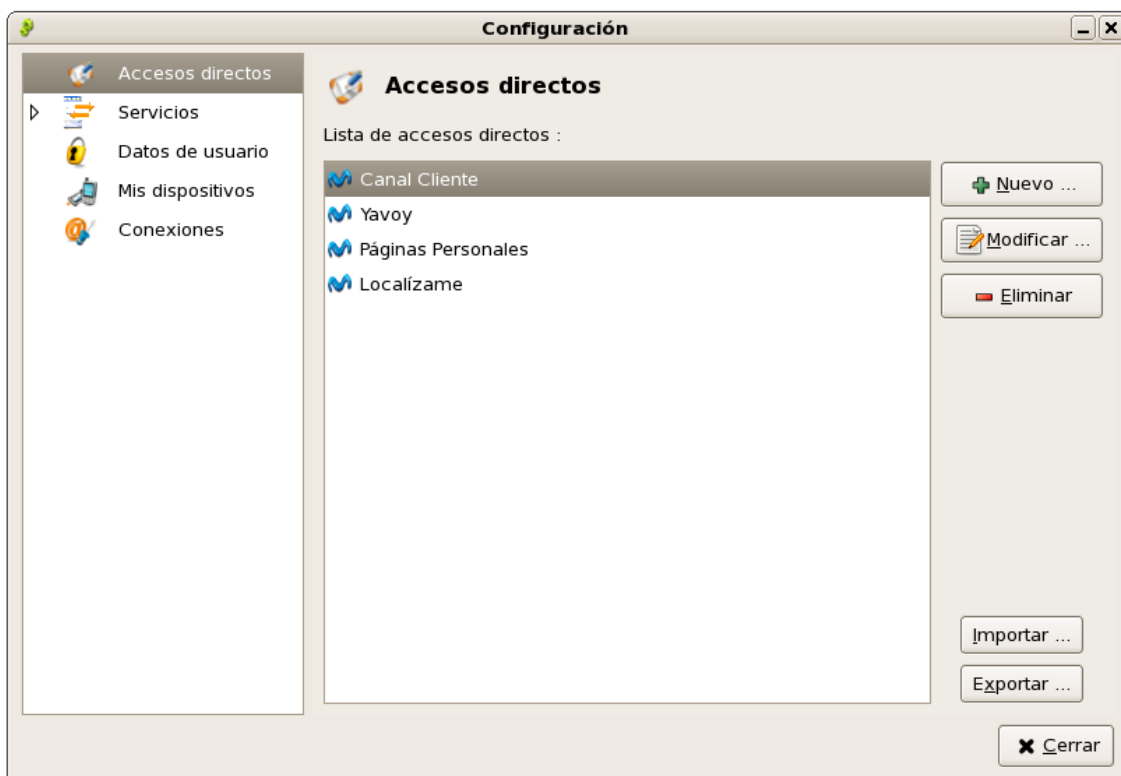 Configuración
Accesos directos
Servicios
Datos de usuario
Mis dispositivos
Conexiones
Accesos directos
Lista de accesos directos :
Canal Cliente
Yavoy
Páginas Personales
Localízame
Nuevo ...
Modificar ...
Eliminar
Importar ...
Exportar ...
Cerrar